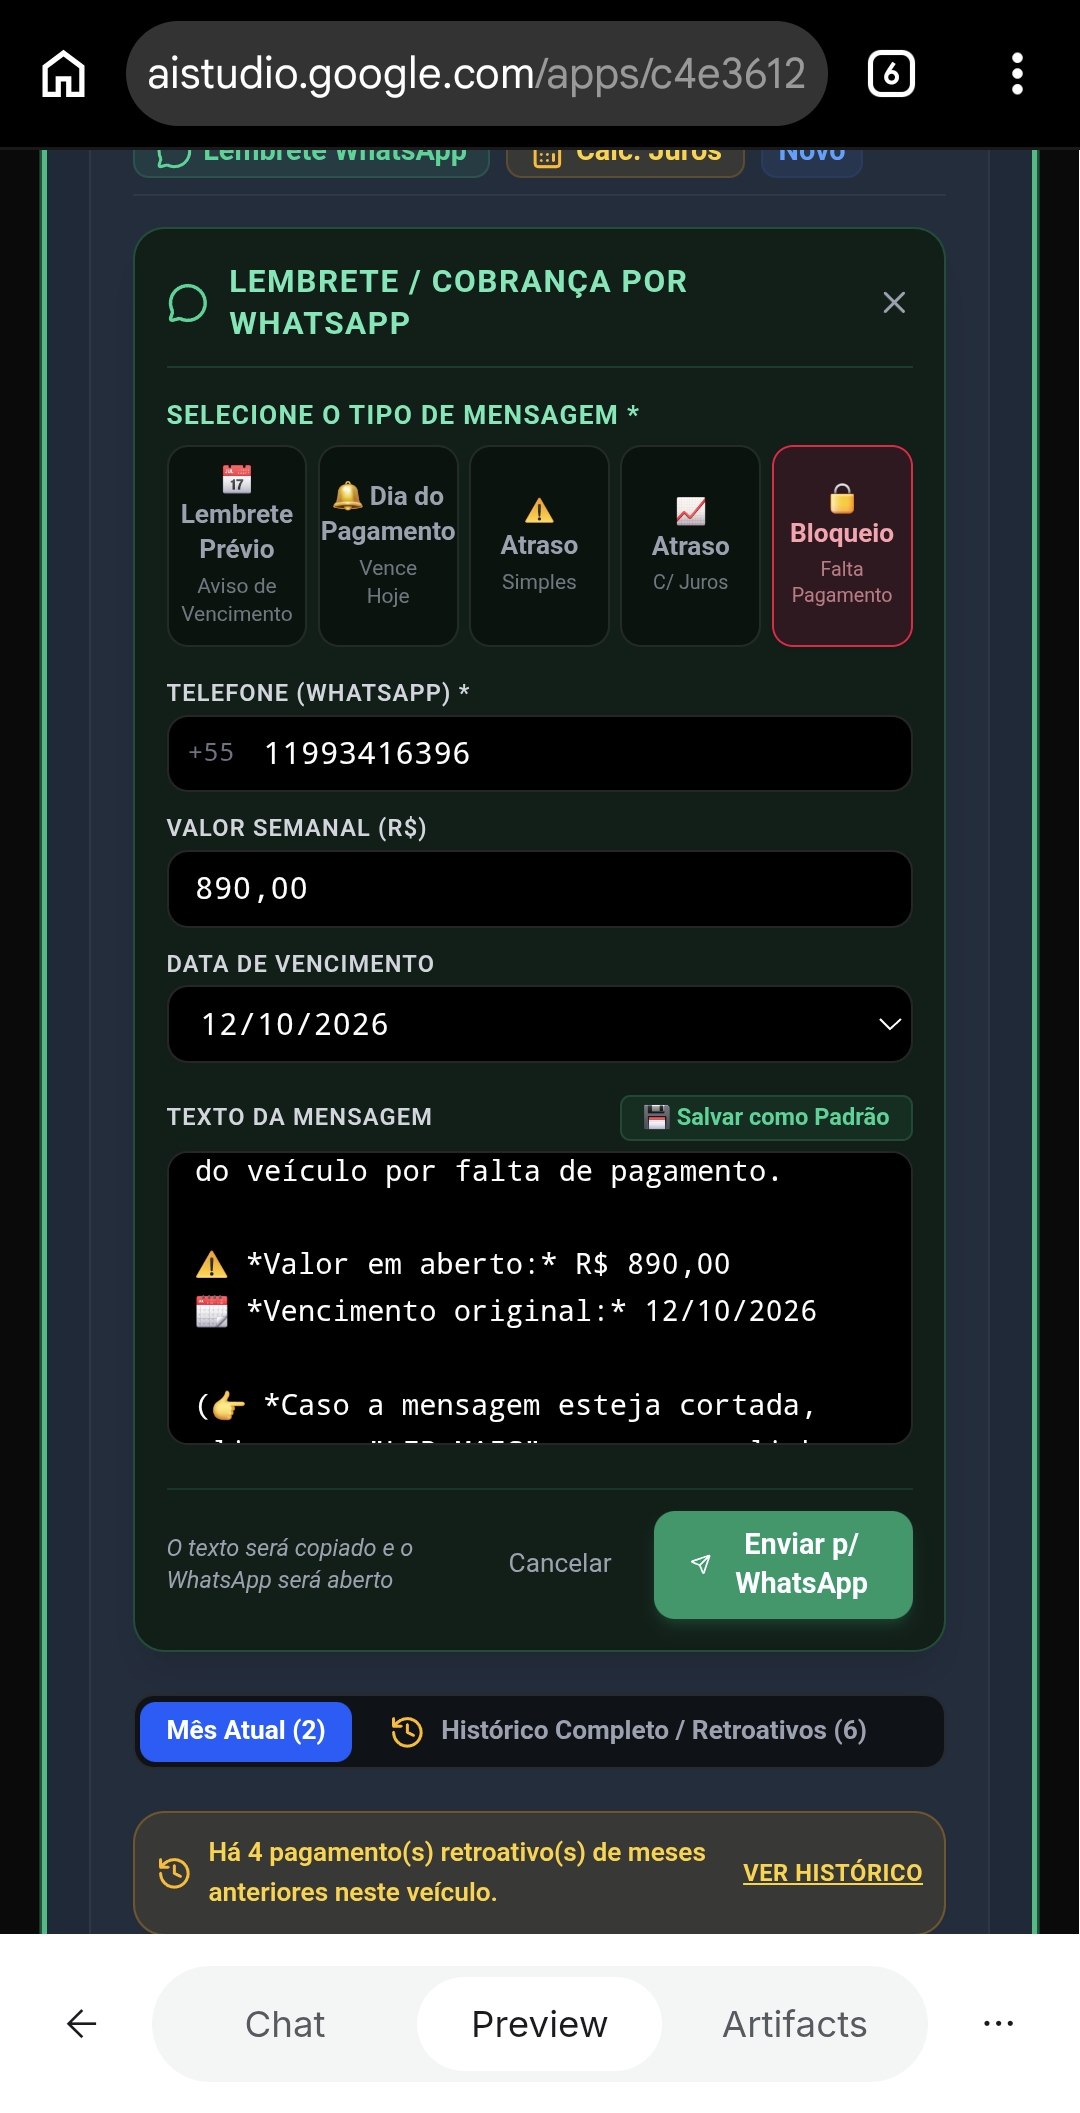 aistudio.google.com/apps/c4e3612
6
Lembrete WhatsApp
Calc. Juros
Novo
LEMBRETE / COBRANÇA POR
WHATSAPP
SELECIONE O TIPO DE MENSAGEM *
📅
Lembrete
Prévio
Aviso de
Vencimento
🔔 Dia do
Pagamento
Vence
Hoje
⚠️
Atraso
Simples
📈
Atraso
C/ Juros
🔒
Bloqueio
Falta
Pagamento
TELEFONE (WHATSAPP) *
+55 11993416396
VALOR SEMANAL (R$)
890,00
DATA DE VENCIMENTO
12/10/2026
TEXTO DA MENSAGEM
💾 Salvar como Padrão
do veículo por falta de pagamento.
⚠️ *Valor em aberto:* R$ 890,00
🗓️ *Vencimento original:* 12/10/2026
(👉 *Caso a mensagem esteja cortada,
O texto será copiado e o
WhatsApp será aberto
Cancelar
Enviar p/
WhatsApp
Mês Atual (2)
Histórico Completo / Retroativos (6)
Há 4 pagamento(s) retroativo(s) de meses
anteriores neste veículo.
VER HISTÓRICO
Chat
Preview
Artifacts